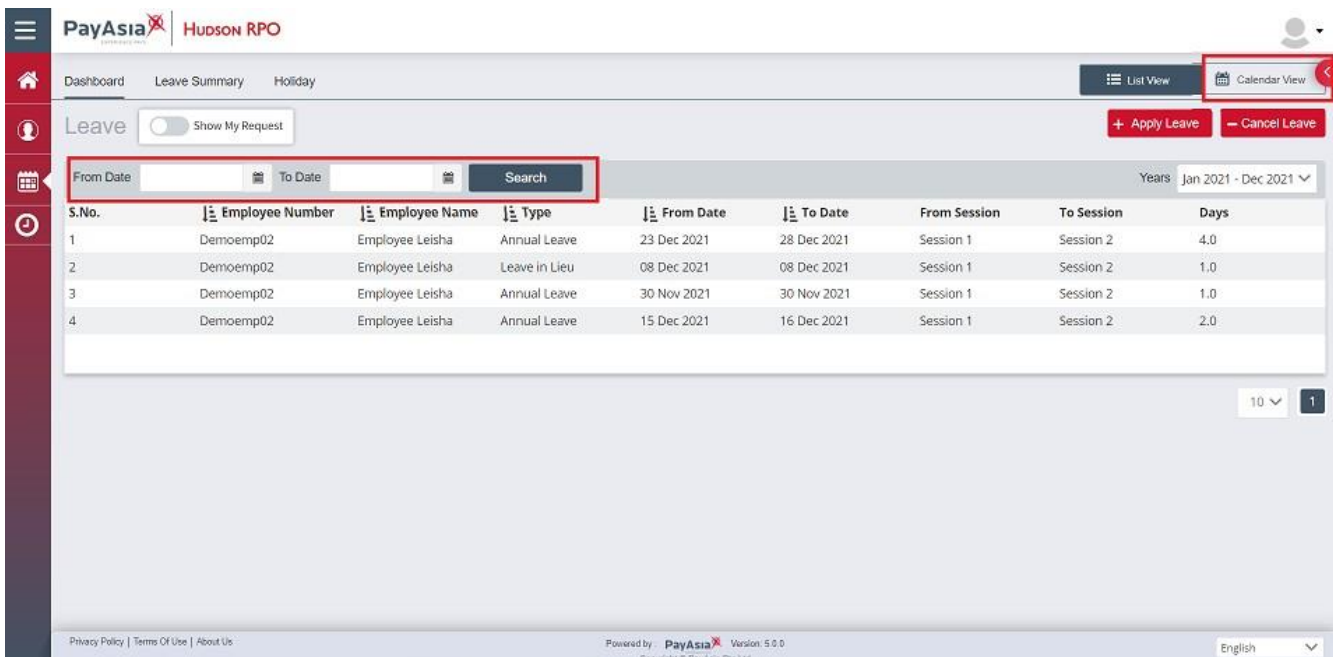 PayAsia HUDSON RPO
Dashboard Leave Summary Holiday List View Calendar View
Leave Show My Request + Apply Leave − Cancel Leave
From Date To Date Search Years Jan 2021 - Dec 2021
S.No. Employee Number Employee Name Type From Date To Date From Session To Session Days
1 Demoemp02 Employee Leisha Annual Leave 23 Dec 2021 28 Dec 2021 Session 1 Session 2 4.0
2 Demoemp02 Employee Leisha Leave in Lieu 08 Dec 2021 08 Dec 2021 Session 1 Session 2 1.0
3 Demoemp02 Employee Leisha Annual Leave 30 Nov 2021 30 Nov 2021 Session 1 Session 2 1.0
4 Demoemp02 Employee Leisha Annual Leave 15 Dec 2021 16 Dec 2021 Session 1 Session 2 2.0
10 1
Privacy Policy | Terms Of Use | About Us Powered by : PayAsia Version: 5.0.0 English